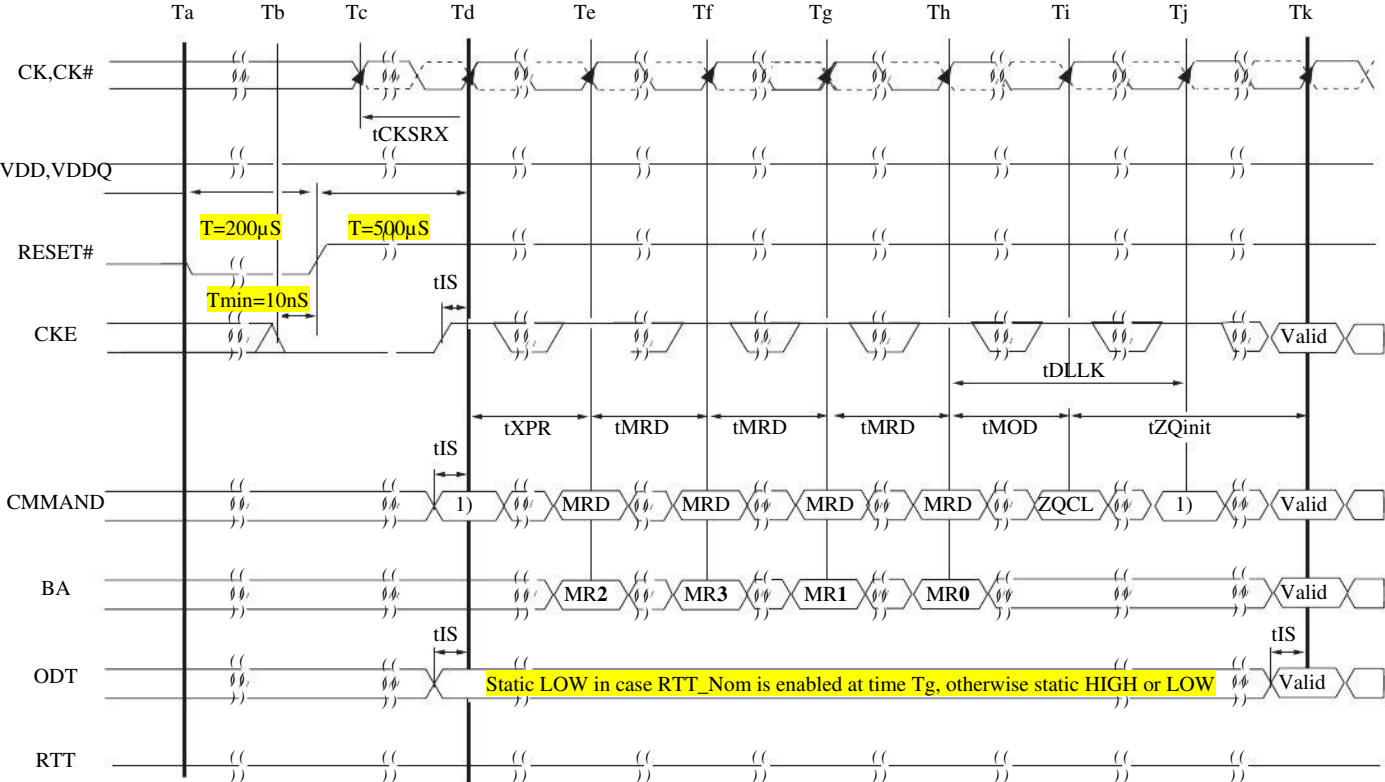 Ta Tb Tc Td Te Tf Tg Th Ti Tj Tk
CK,CK#
tCKSRX
VDD,VDDQ
T=200µS T=500µS
RESET#
tIS
Tmin=10nS
CKE Valid
tDLLK
tXPR tMRD tMRD tMRD tMOD tZQinit
tIS
CMMAND 1) MRD MRD MRD MRD ZQCL 1) Valid
BA MR2 MR3 MR1 MR0 Valid
tIS tIS
ODT Static LOW in case RTT_Nom is enabled at time Tg, otherwise static HIGH or LOW Valid
RTT